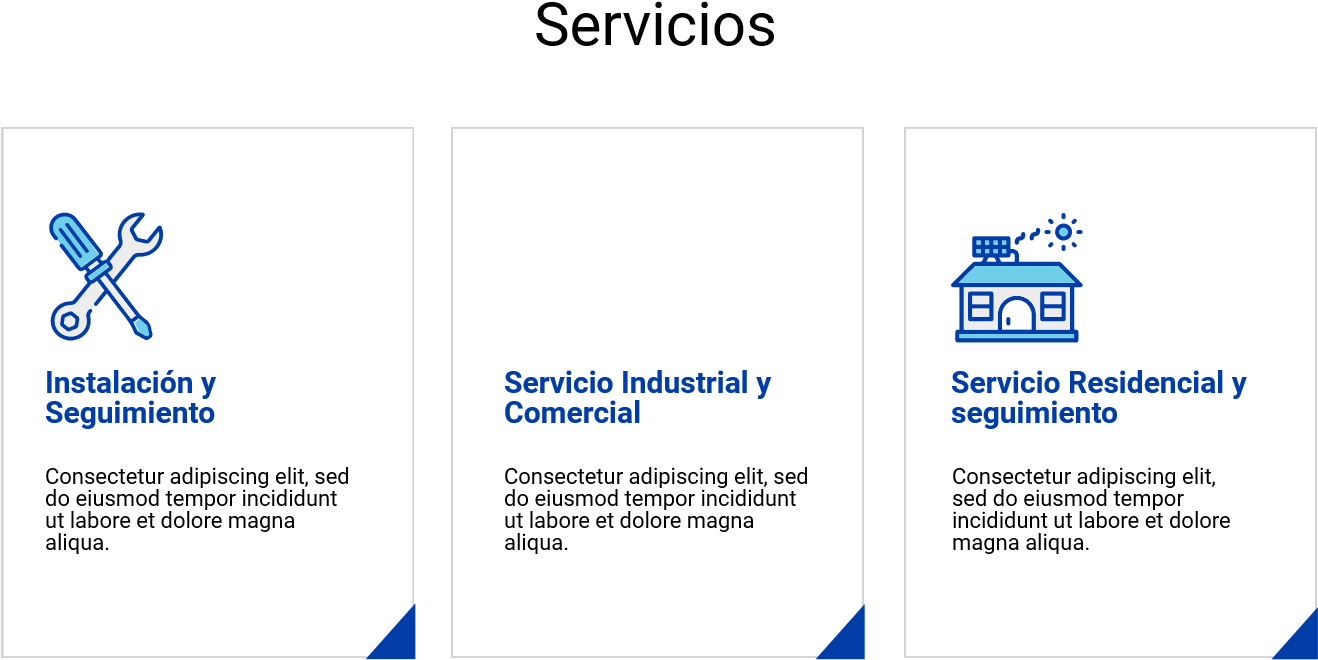 Servicios
Instalación y
Seguimiento
Consectetur adipiscing elit, sed
do eiusmod tempor incididunt
ut labore et dolore magna
aliqua.
Servicio Industrial y
Comercial
Consectetur adipiscing elit, sed
do eiusmod tempor incididunt
ut labore et dolore magna
aliqua.
Servicio Residencial y
seguimiento
Consectetur adipiscing elit,
sed do eiusmod tempor
incididunt ut labore et dolore
magna aliqua.